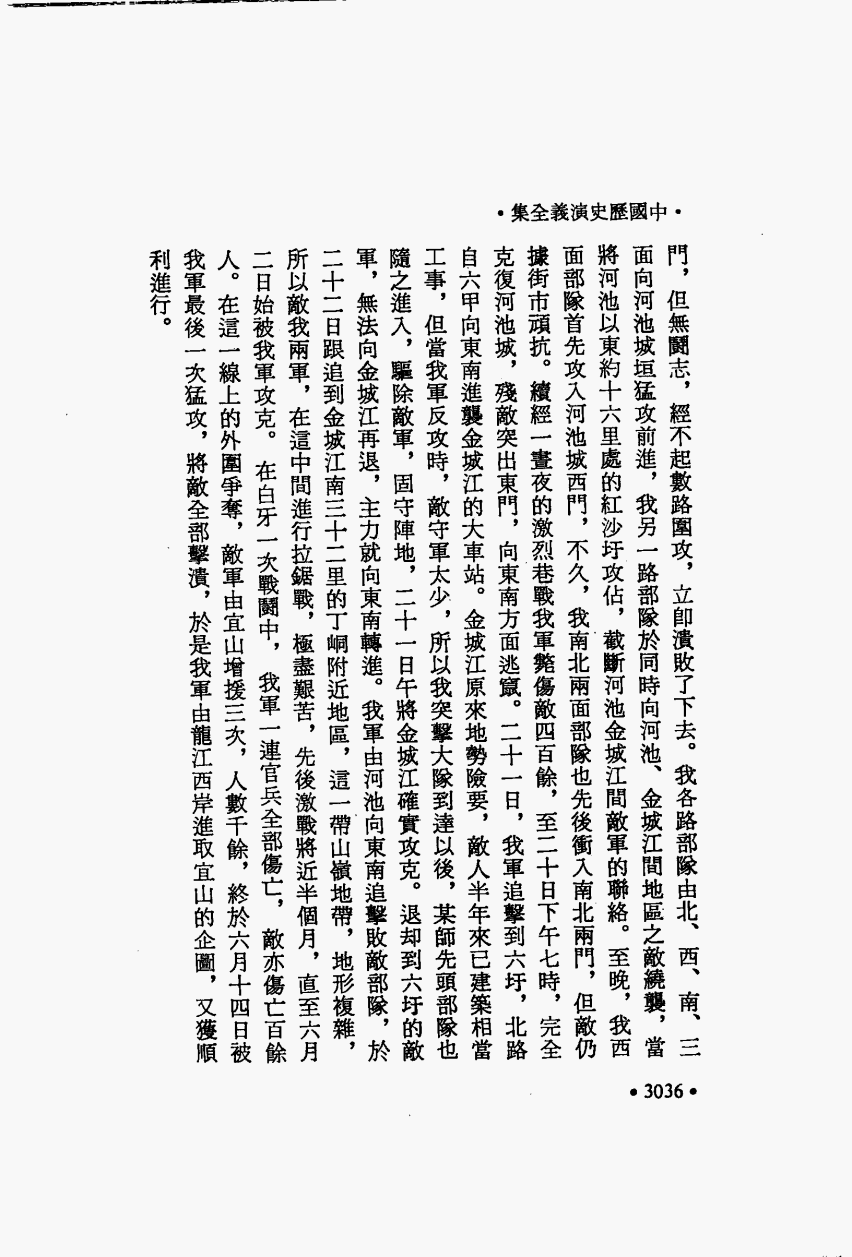 •中國歷史演義全集•
門，但無鬭志，經不起數路圍攻，立卽潰敗了下去。我各路部隊由北、西、南、三
面向河池城垣猛攻前進，我另一路部隊於同時向河池、金城江間地區之敵繞襲，當
將河池以東約十六里處的紅沙圩攻佔，截斷河池金城江間敵軍的聯絡。至晚，我西
面部隊首先攻入河池城西門，不久，我南北兩面部隊也先後衝入南北兩門，但敵仍
據街市頑抗。續經一晝夜的激烈巷戰我軍斃傷敵四百餘，至二十日下午七時，完全
克復河池城，殘敵突出東門，向東南方面逃竄。二十一日，我軍追擊到六圩，北路
自六甲向東南進襲金城江的大車站。金城江原來地勢險要，敵人半年來已建築相當
工事，但當我軍反攻時，敵守軍太少，所以我突擊大隊到達以後，某師先頭部隊也
隨之進入，驅除敵軍，固守陣地，二十一日午將金城江確實攻克。退却到六圩的敵
軍，無法向金城江再退，主力就向東南轉進。我軍由河池向東南追擊敗敵部隊，於
二十二日跟追到金城江南三十二里的丁峒附近地區，這一帶山嶺地帶，地形複雜，
所以敵我兩軍，在這中間進行拉鋸戰，極盡艱苦，先後激戰將近半個月，直至六月
二日始被我軍攻克。在白牙一次戰鬭中，我軍一連官兵全部傷亡，敵亦傷亡百餘
人。在這一線上的外圍爭奪，敵軍由宜山增援三次，人數千餘，終於六月十四日被
我軍最後一次猛攻，將敵全部擊潰，於是我軍由龍江西岸進取宜山的企圖，又獲順
利進行。
•3036•